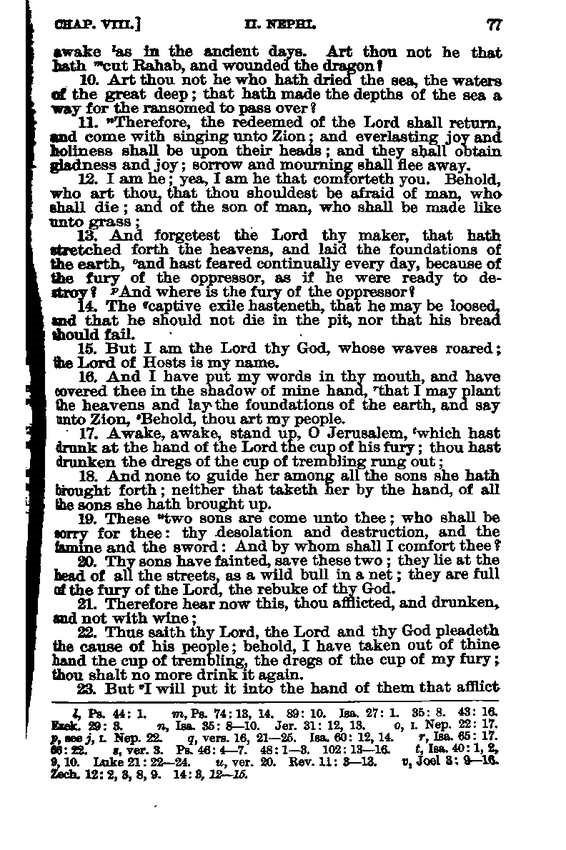 CHAP. VIII.] II. NEPHI. 77
awake ˡas in the ancient days. Art thou not he that
hath ᵐcut Rahab, and wounded the dragon?
10. Art thou not he who hath dried the sea, the waters
of the great deep; that hath made the depths of the sea a
way for the ransomed to pass over?
11. ⁿTherefore, the redeemed of the Lord shall return,
and come with singing unto Zion; and everlasting joy and
holiness shall be upon their heads; and they shall obtain
gladness and joy; sorrow and mourning shall flee away.
12. I am he; yea, I am he that comforteth you. Behold,
who art thou, that thou shouldest be afraid of man, who
shall die; and of the son of man, who shall be made like
unto grass;
13. And forgetest the Lord thy maker, that hath
stretched forth the heavens, and laid the foundations of
the earth, ᵒand hast feared continually every day, because of
the fury of the oppressor, as if he were ready to de-
stroy? ᵖAnd where is the fury of the oppressor?
14. The qcaptive exile hasteneth, that he may be loosed,
and that he should not die in the pit, nor that his bread
should fail.
15. But I am the Lord thy God, whose waves roared;
the Lord of Hosts is my name.
16. And I have put my words in thy mouth, and have
covered thee in the shadow of mine hand, ʳthat I may plant
the heavens and lay the foundations of the earth, and say
unto Zion, ˢBehold, thou art my people.
17. Awake, awake, stand up, O Jerusalem, ᵗwhich hast
drunk at the hand of the Lord the cup of his fury; thou hast
drunken the dregs of the cup of trembling rung out;
18. And none to guide her among all the sons she hath
brought forth; neither that taketh her by the hand, of all
the sons she hath brought up.
19. These ᵘtwo sons are come unto thee; who shall be
sorry for thee: thy desolation and destruction, and the
famine and the sword: And by whom shall I comfort thee?
20. Thy sons have fainted, save these two; they lie at the
head of all the streets, as a wild bull in a net; they are full
of the fury of the Lord, the rebuke of thy God.
21. Therefore hear now this, thou afflicted, and drunken,
and not with wine;
22. Thus saith thy Lord, the Lord and thy God pleadeth
the cause of his people; behold, I have taken out of thine
hand the cup of trembling, the dregs of the cup of my fury;
thou shalt no more drink it again.
23. But ᵛI will put it into the hand of them that afflict
l, Ps. 44: 1. m, Ps. 74: 13, 14. 89: 10. Isa. 27: 1. 35: 8. 43: 16.
Ezek. 29: 3. n, Isa. 35: 8—10. Jer. 31: 12, 13. o, I. Nep. 22: 17.
p, see j, I. Nep. 22. q, vers. 16, 21—25. Isa. 60: 12, 14. r, Isa. 65: 17.
66: 22. s, ver. 3. Ps. 46: 4—7. 48: 1—3. 102: 13—16. t, Isa. 40: 1, 2,
9, 10. Luke 21: 22—24. u, ver. 20. Rev. 11: 3—13. v, Joel 3: 9—16.
Zech. 12: 2, 3, 8, 9. 14: 3, 12—15.